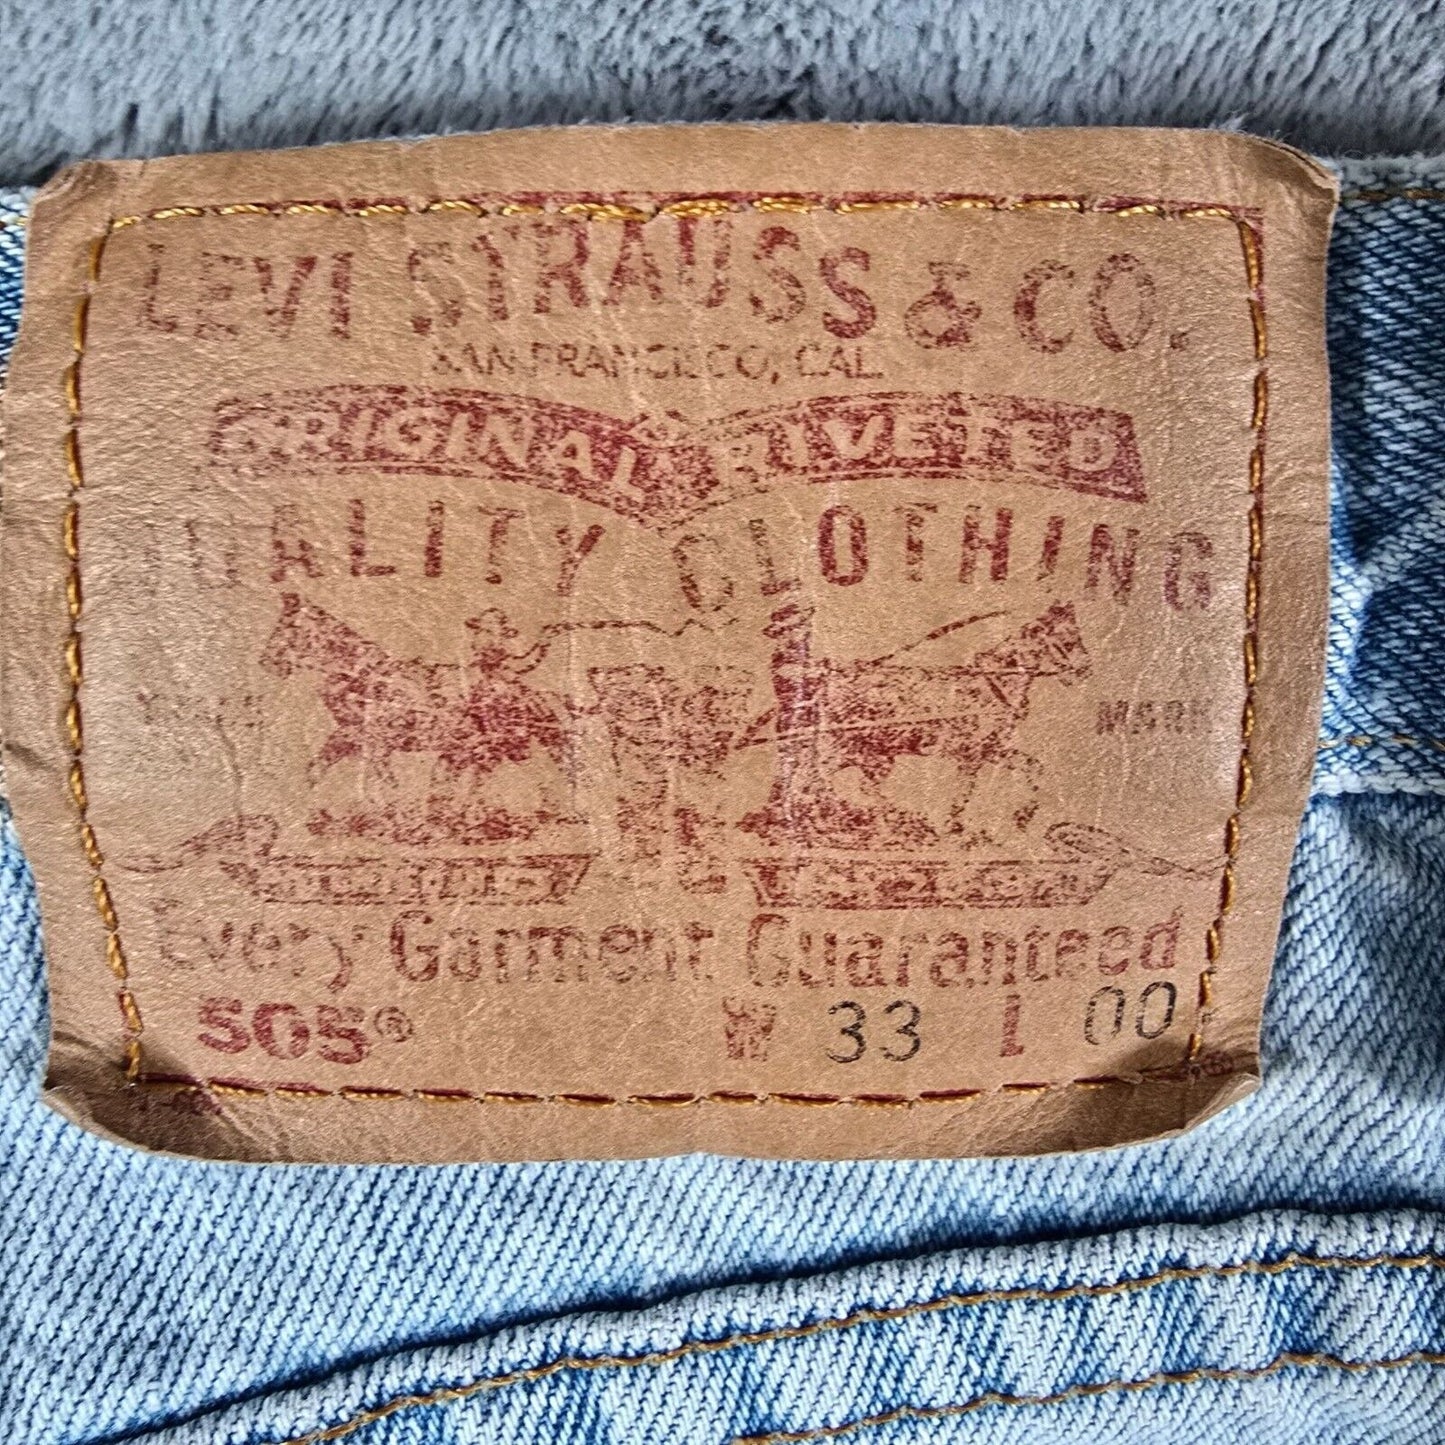 LEVI STRAUSS & CO.
SAN FRANCISCO, CAL.
ORIGINAL RIVETED
QUALITY CLOTHING
MARK
Every Garment Guaranteed
505® W 33 L 00
®